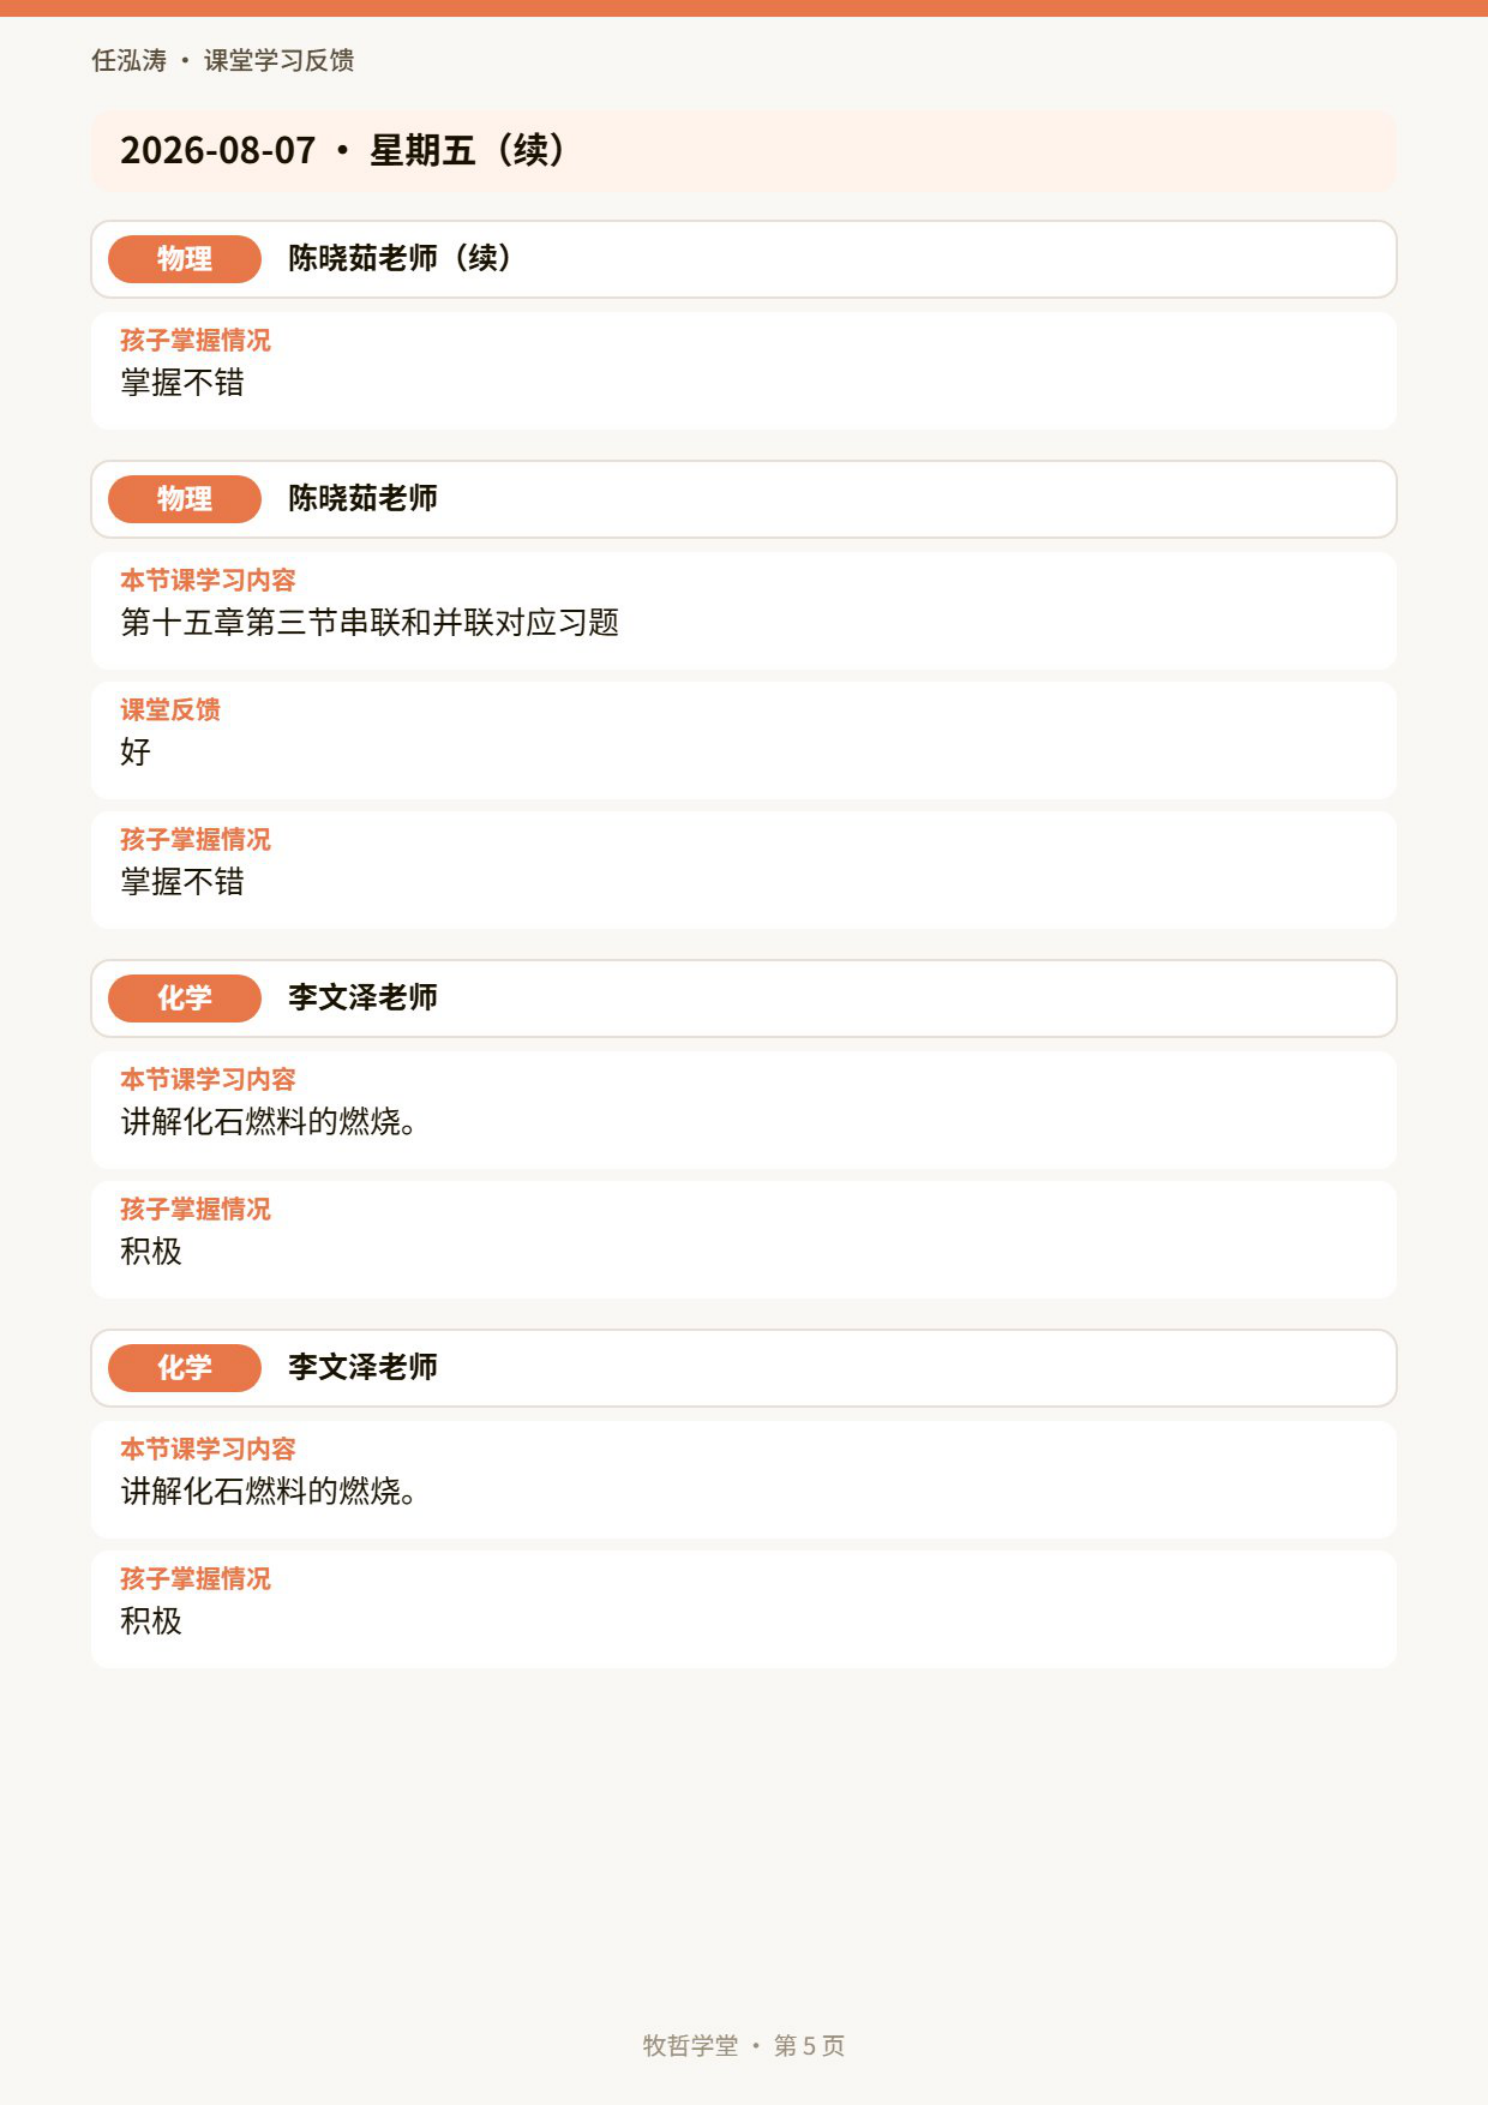 任泓涛 · 课堂学习反馈
2026-08-07 · 星期五（续）
物理 陈晓茹老师（续）
孩子掌握情况
掌握不错
物理 陈晓茹老师
本节课学习内容
第十五章第三节串联和并联对应习题
课堂反馈
好
孩子掌握情况
掌握不错
化学 李文泽老师
本节课学习内容
讲解化石燃料的燃烧。
孩子掌握情况
积极
化学 李文泽老师
本节课学习内容
讲解化石燃料的燃烧。
孩子掌握情况
积极
牧哲学堂 · 第 5 页